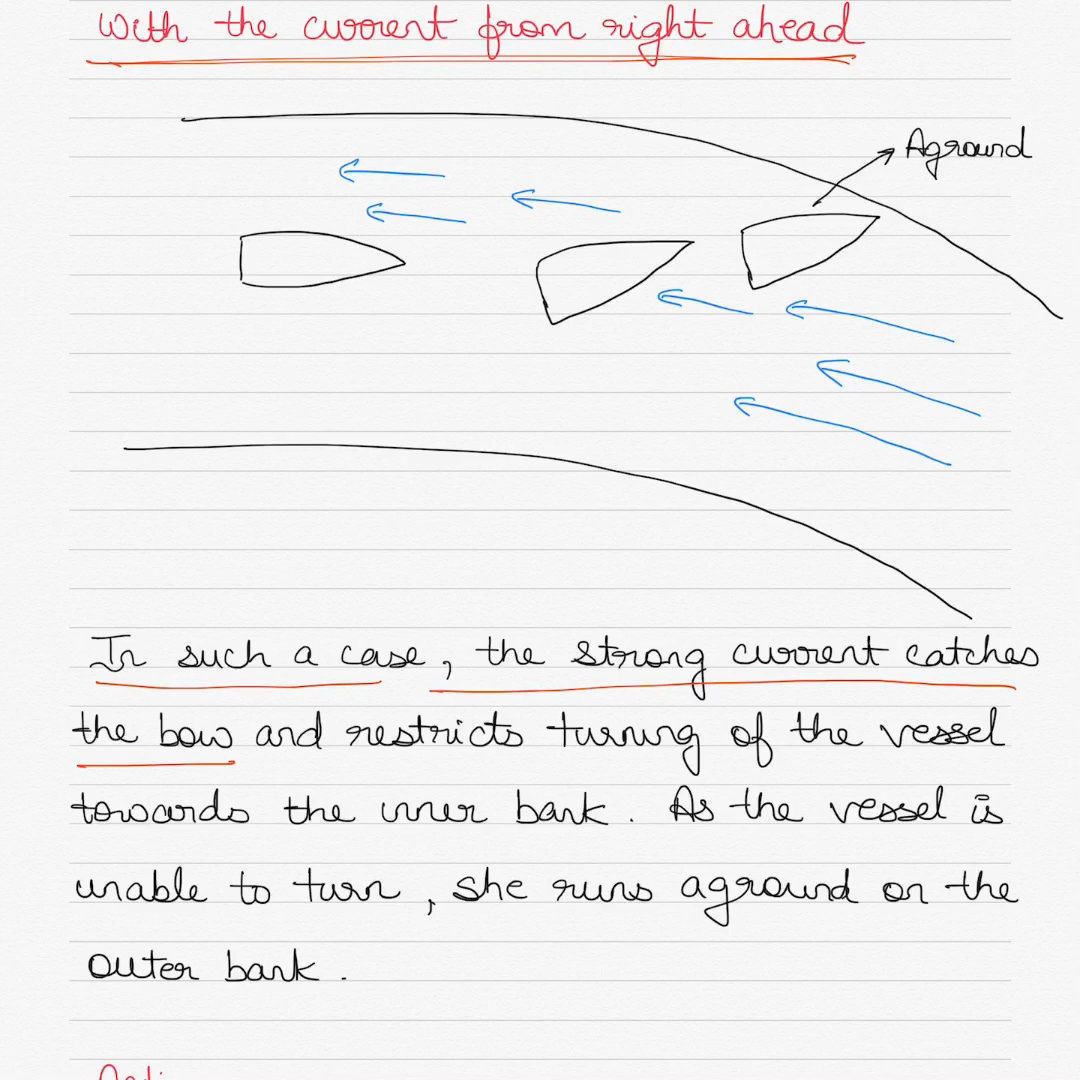 With the current from right ahead
Aground
In such a case, the strong current catches
the bow and restricts turning of the vessel
towards the inner bank. As the vessel is
unable to turn, she runs aground on the
outer bank.